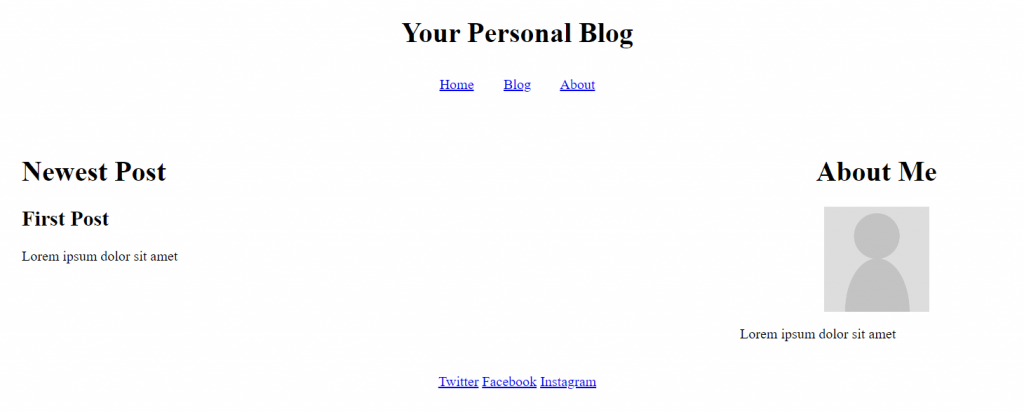 Your Personal Blog
Home Blog About
Newest Post
First Post
Lorem ipsum dolor sit amet
About Me
Lorem ipsum dolor sit amet
Twitter Facebook Instagram